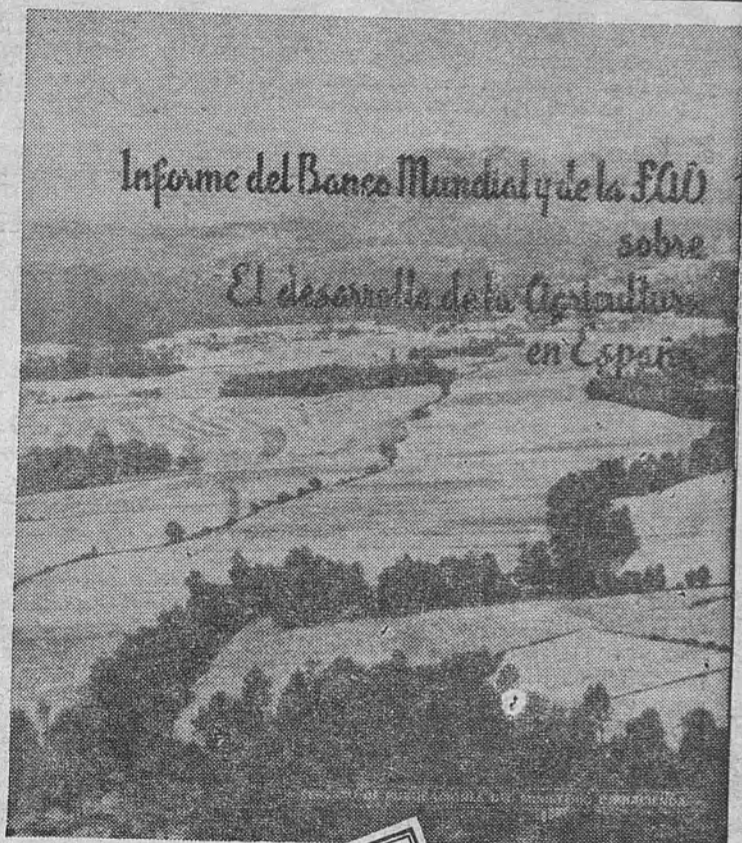 Informe del Banco Mundial y de la FAO
sobre
El desarrollo de la Agricultura
en España